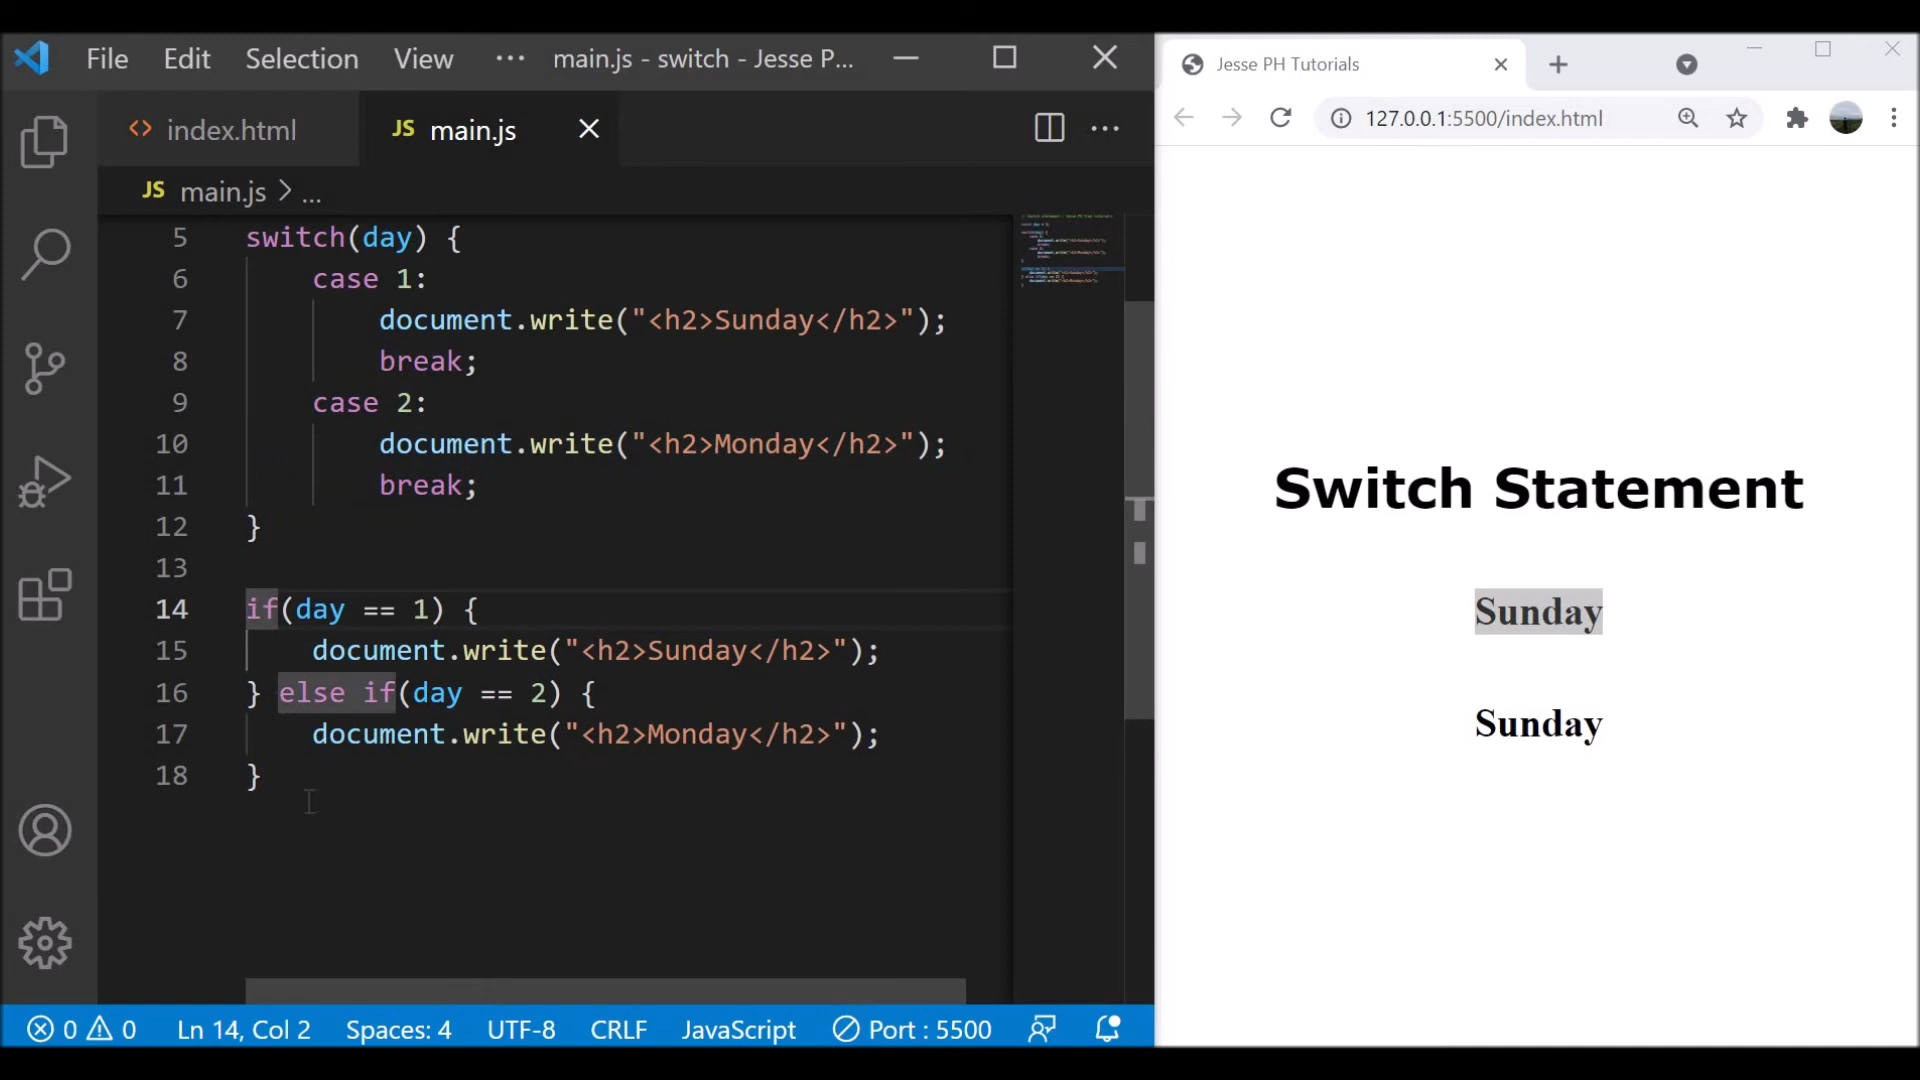 File Edit Selection View ··· main.js - switch - Jesse P...
index.html JS main.js
JS main.js > ...
5 switch(day) {
6 case 1:
7 document.write("<h2>Sunday</h2>");
8 break;
9 case 2:
10 document.write("<h2>Monday</h2>");
11 break;
12 }
13
14 if(day == 1) {
15 document.write("<h2>Sunday</h2>");
16 } else if(day == 2) {
17 document.write("<h2>Monday</h2>");
18 }
0 0 Ln 14, Col 2 Spaces: 4 UTF-8 CRLF JavaScript Port : 5500
Jesse PH Tutorials
127.0.0.1:5500/index.html
Switch Statement
Sunday
Sunday